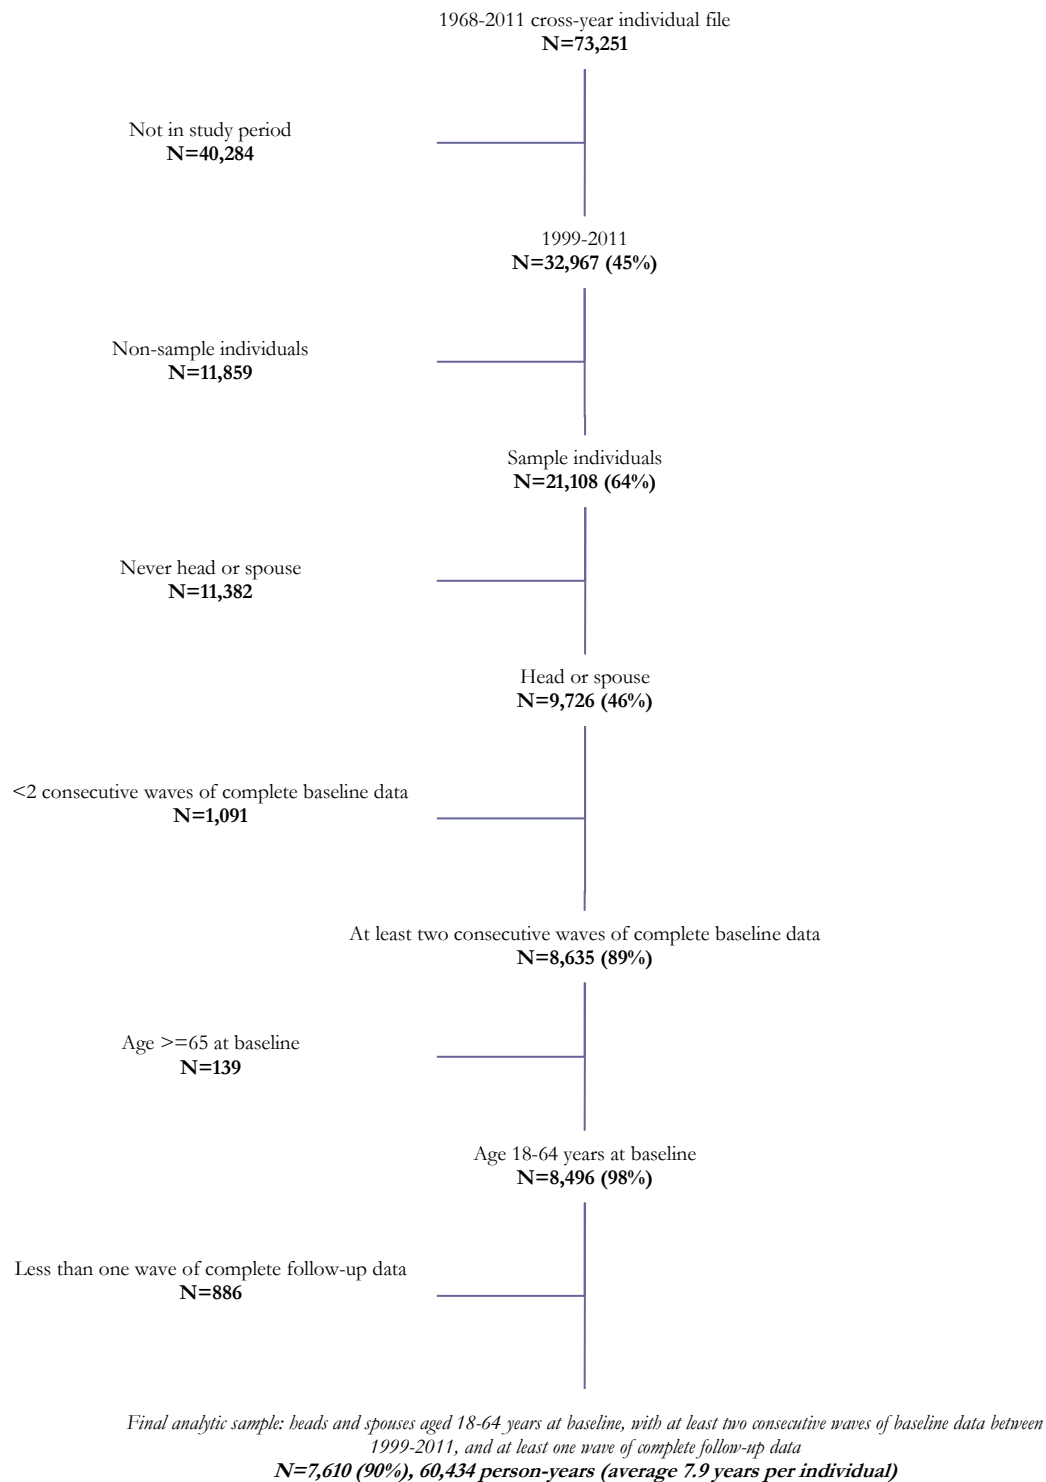 1968-2011 cross-year individual file
N=73,251
Not in study period
N=40,284
1999-2011
N=32,967 (45%)
Non-sample individuals
N=11,859
Sample individuals
N=21,108 (64%)
Never head or spouse
N=11,382
Head or spouse
N=9,726 (46%)
<2 consecutive waves of complete baseline data
N=1,091
At least two consecutive waves of complete baseline data
N=8,635 (89%)
Age >=65 at baseline
N=139
Age 18-64 years at baseline
N=8,496 (98%)
Less than one wave of complete follow-up data
N=886
Final analytic sample: heads and spouses aged 18-64 years at baseline, with at least two consecutive waves of baseline data between
1999-2011, and at least one wave of complete follow-up data
N=7,610 (90%), 60,434 person-years (average 7.9 years per individual)